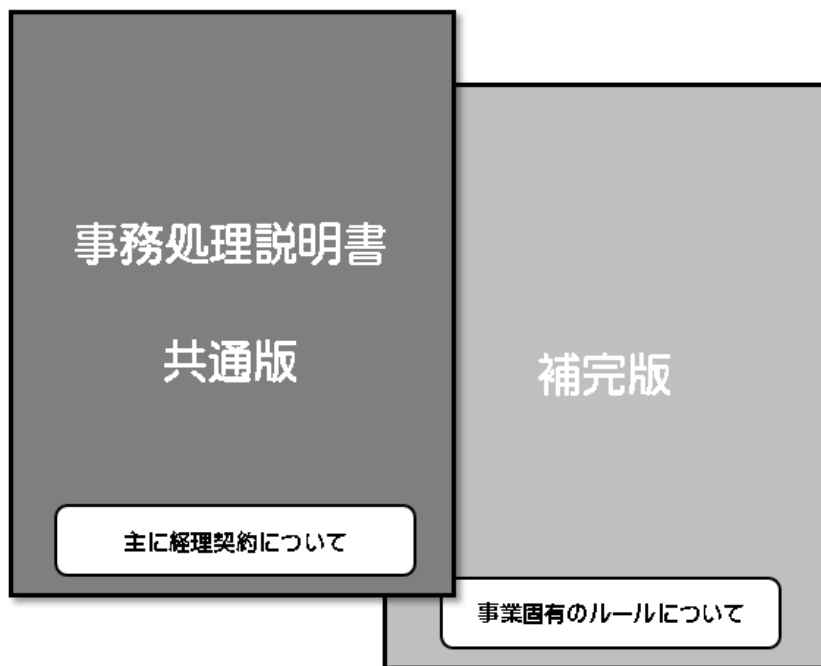 事務処理説明書
共通版
主に経理契約について
補完版
事業固有のルールについて